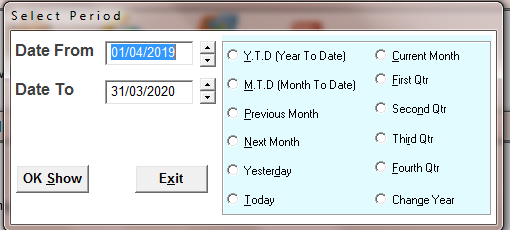 Select Period
Date From 01/04/2019
Date To 31/03/2020
OK Show Exit
Y.T.D (Year To Date) Current Month
M.T.D (Month To Date) First Qtr
Previous Month Second Qtr
Next Month Third Qtr
Yesterday Fourth Qtr
Today Change Year